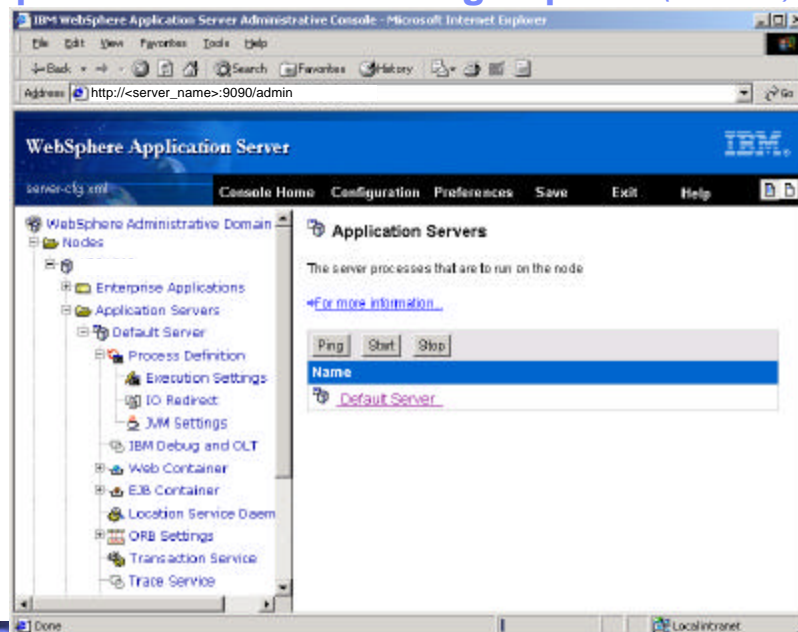 IBM WebSphere Application Server Administrative Console - Microsoft Internet Explorer
File Edit View Favorites Tools Help
Back Search Favorites History
Address http://<server_name>:9090/admin Go
WebSphere Application Server IBM.
server-cfg.xml Console Home Configuration Preferences Save Exit Help
WebSphere Administrative Domain
Nodes
Enterprise Applications
Application Servers
Default Server
Process Definition
Execution Settings
IO Redirect
JVM Settings
IBM Debug and OLT
Web Container
EJB Container
Location Service Daem
ORB Settings
Transaction Service
Trace Service
Application Servers
The server processes that are to run on the node
For more information...
Ping Start Stop
Name
Default Server
Done Local intranet